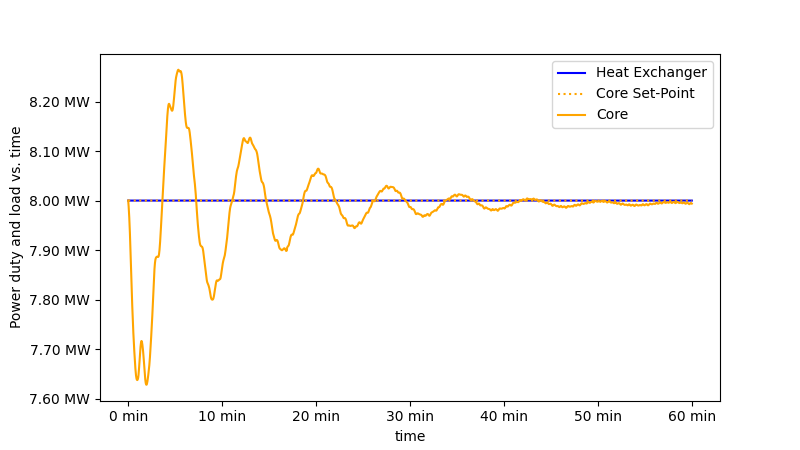 Heat Exchanger
Core Set-Point
Core
Power duty and load vs. time
8.20 MW
8.10 MW
8.00 MW
7.90 MW
7.80 MW
7.70 MW
7.60 MW
0 min 10 min 20 min 30 min 40 min 50 min 60 min
time